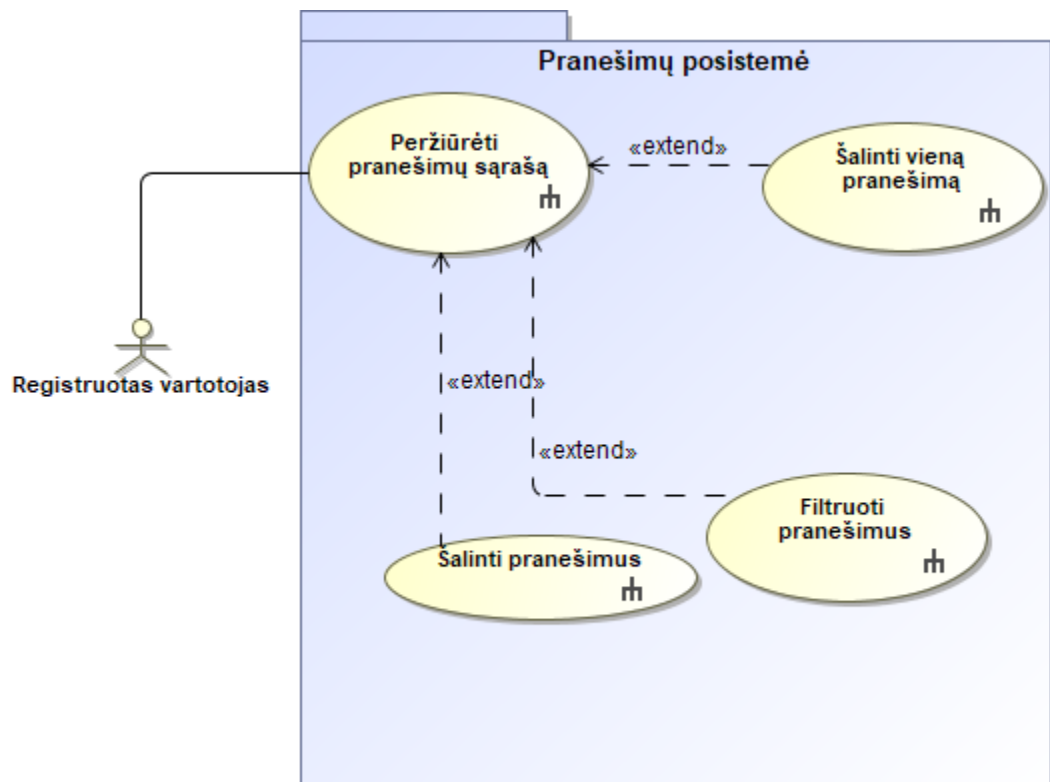 Pranešimų posistemė
Peržiūrėti
pranešimų sąrašą
«extend»
Šalinti vieną
pranešimą
Registruotas vartotojas
«extend»
«extend»
Filtruoti
pranešimus
Šalinti pranešimus